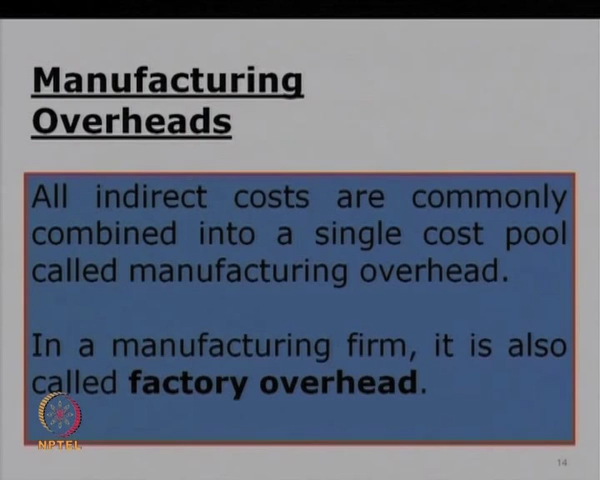 Manufacturing
Overheads
All indirect costs are commonly
combined into a single cost pool
called manufacturing overhead.
In a manufacturing firm, it is also
called factory overhead.
NPTEL
14